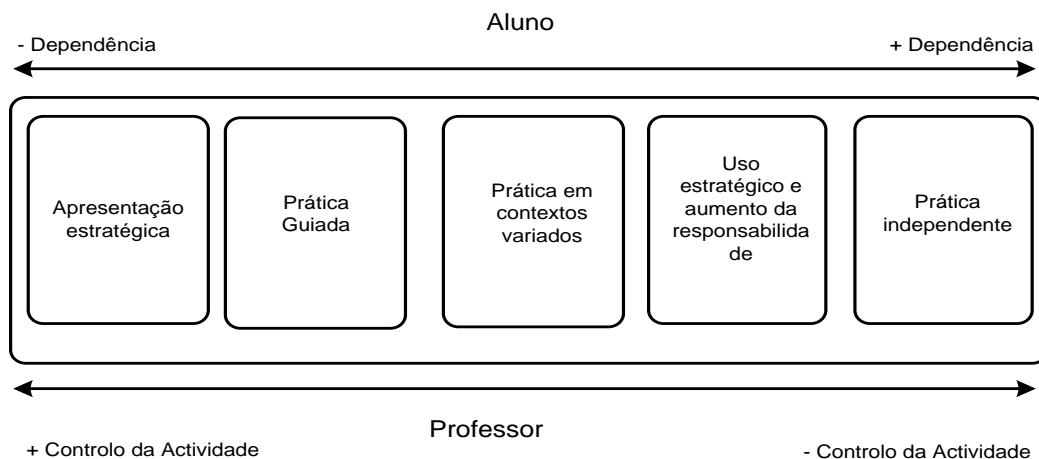 Aluno
- Dependência
+ Dependência
Apresentação
estratégica
Prática
Guiada
Prática em
contextos
variados
Uso
estratégico e
aumento da
responsabilida
de
Prática
independente
Professor
+ Controlo da Actividade
- Controlo da Actividade